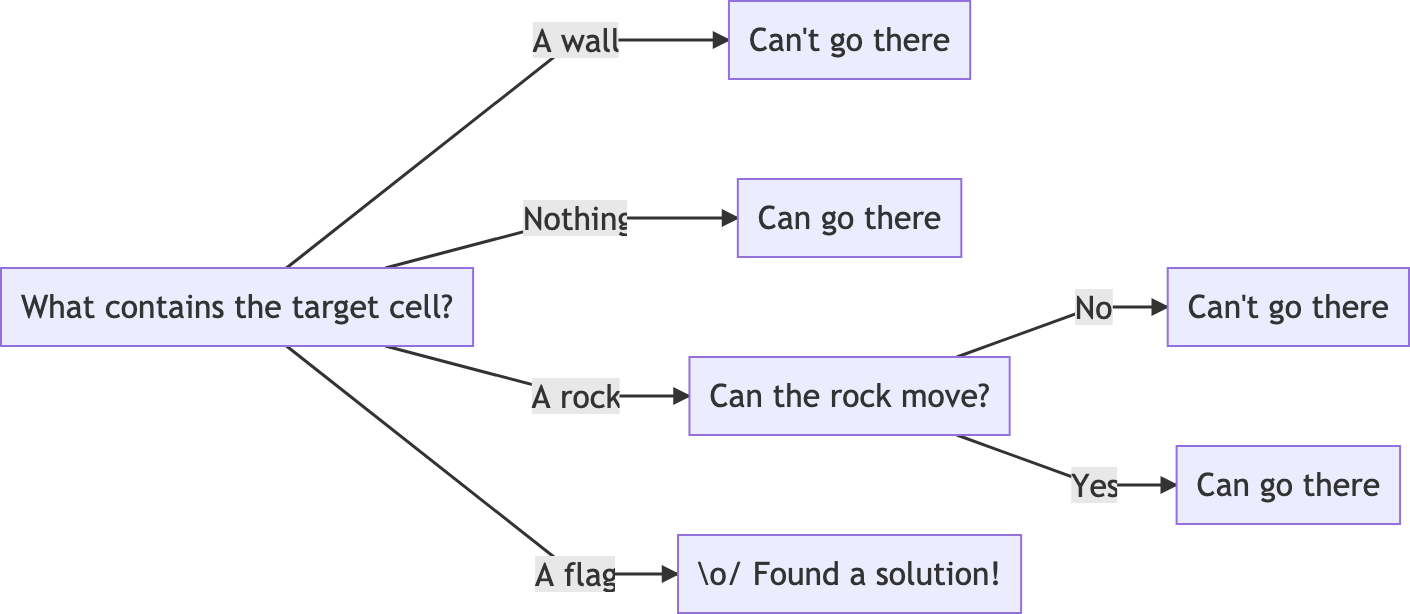 A wall
Can't go there
Nothing
Can go there
What contains the target cell?
No
Can't go there
A rock
Can the rock move?
Yes
Can go there
A flag
\o/ Found a solution!